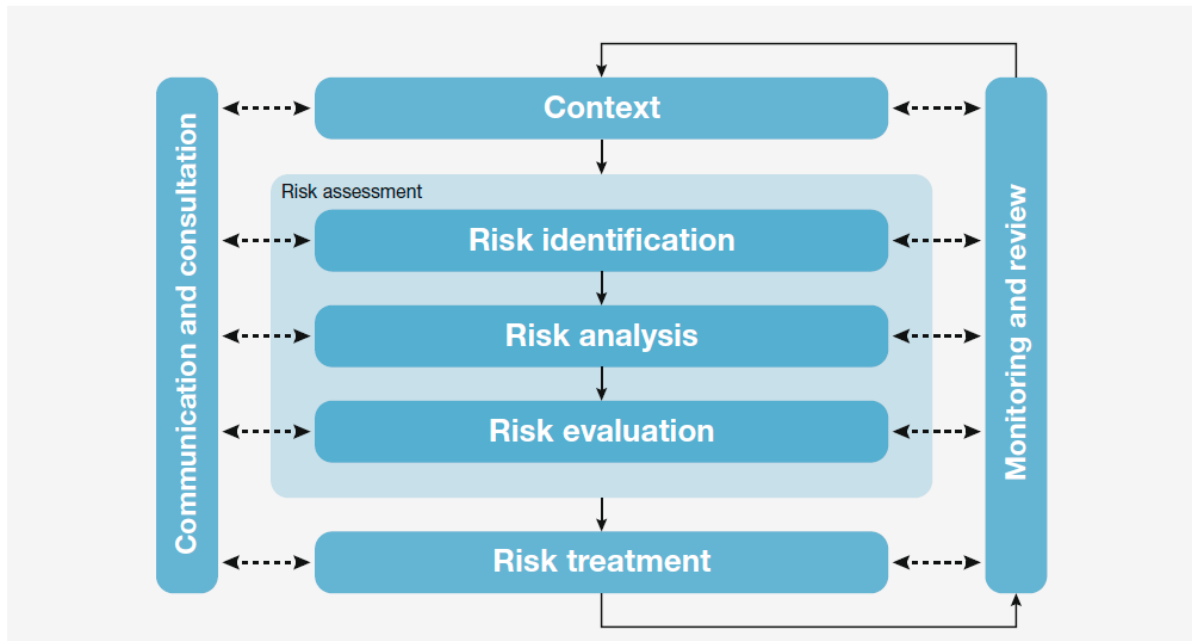 Communication and consultation
Context
Risk assessment
Risk identification
Risk analysis
Risk evaluation
Risk treatment
Monitoring and review